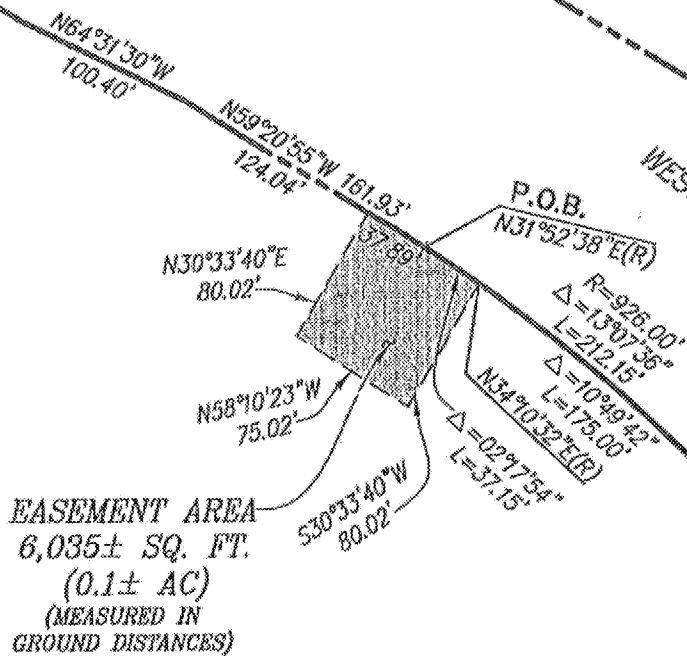 N64°31'30"W
100.40'
N59°20'55"W 161.93'
124.04'
37.89'
P.O.B.
N31°52'38"E(R)
N30°33'40"E
80.02'
R=926.00'
△=13°07'36"
L=212.15'
△=10°49'42"
L=175.00'
N34°10'32"E(R)
△=02°17'54"
L=37.15'
N58°10'23"W
75.02'
S30°33'40"W
80.02'
EASEMENT AREA
6,035± SQ. FT.
(0.1± AC)
(MEASURED IN
GROUND DISTANCES)